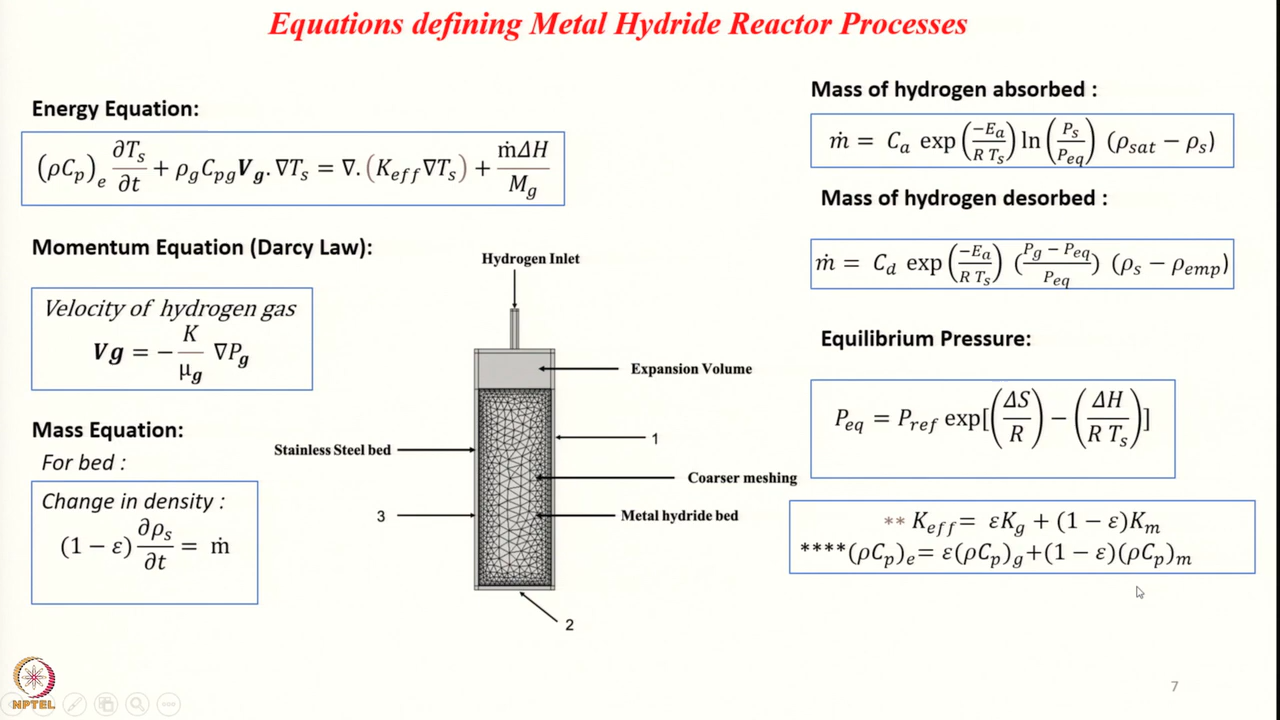 Equations defining Metal Hydride Reactor Processes
Energy Equation:
(ρC_p)_e ∂T_s/∂t + ρ_g C_pg V_g.∇T_s = ∇.(K_eff ∇T_s) + ṁΔH/M_g
Momentum Equation (Darcy Law):
Velocity of hydrogen gas
Vg = − K/μ_g ∇P_g
Mass Equation:
For bed :
Change in density :
(1 − ε) ∂ρ_s/∂t = ṁ
Hydrogen Inlet
Expansion Volume
1
Stainless Steel bed
Coarser meshing
3
Metal hydride bed
2
Mass of hydrogen absorbed :
ṁ = C_a exp(−E_a/R T_s) ln(P_s/P_eq) (ρ_sat − ρ_s)
Mass of hydrogen desorbed :
ṁ = C_d exp(−E_a/R T_s) (P_g − P_eq/P_eq) (ρ_s − ρ_emp)
Equilibrium Pressure:
P_eq = P_ref exp[(ΔS/R) − (ΔH/R T_s)]
** K_eff = εK_g + (1 − ε)K_m
****(ρC_p)_e = ε(ρC_p)_g+(1 − ε)(ρC_p)_m
NPTEL
7